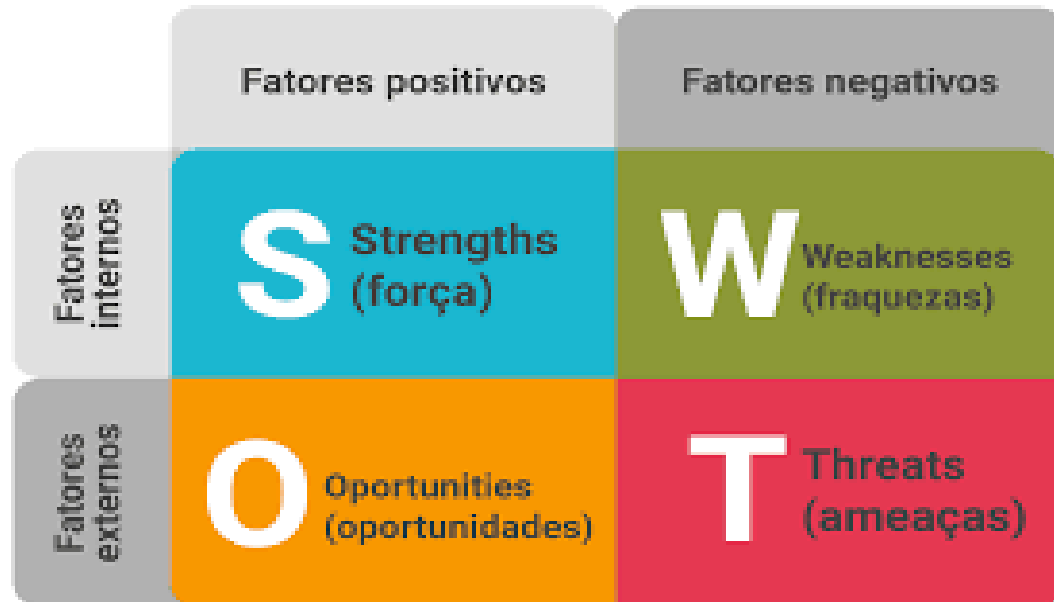 Fatores positivos
Fatores negativos
Fatores
internos
S
Strengths
(força)
W
Weaknesses
(fraquezas)
Fatores
externos
O
Oportunities
(oportunidades)
T
Threats
(ameaças)